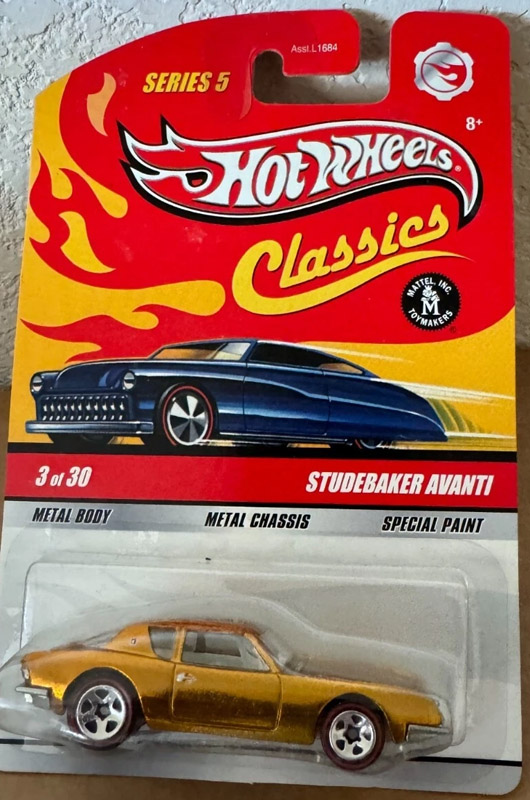 Asst.L1684
SERIES 5
8+
Hot Wheels®
Classics
MATTEL, INC.
M
TOYMAKERS
3 of 30
STUDEBAKER AVANTI
METAL BODY
METAL CHASSIS
SPECIAL PAINT